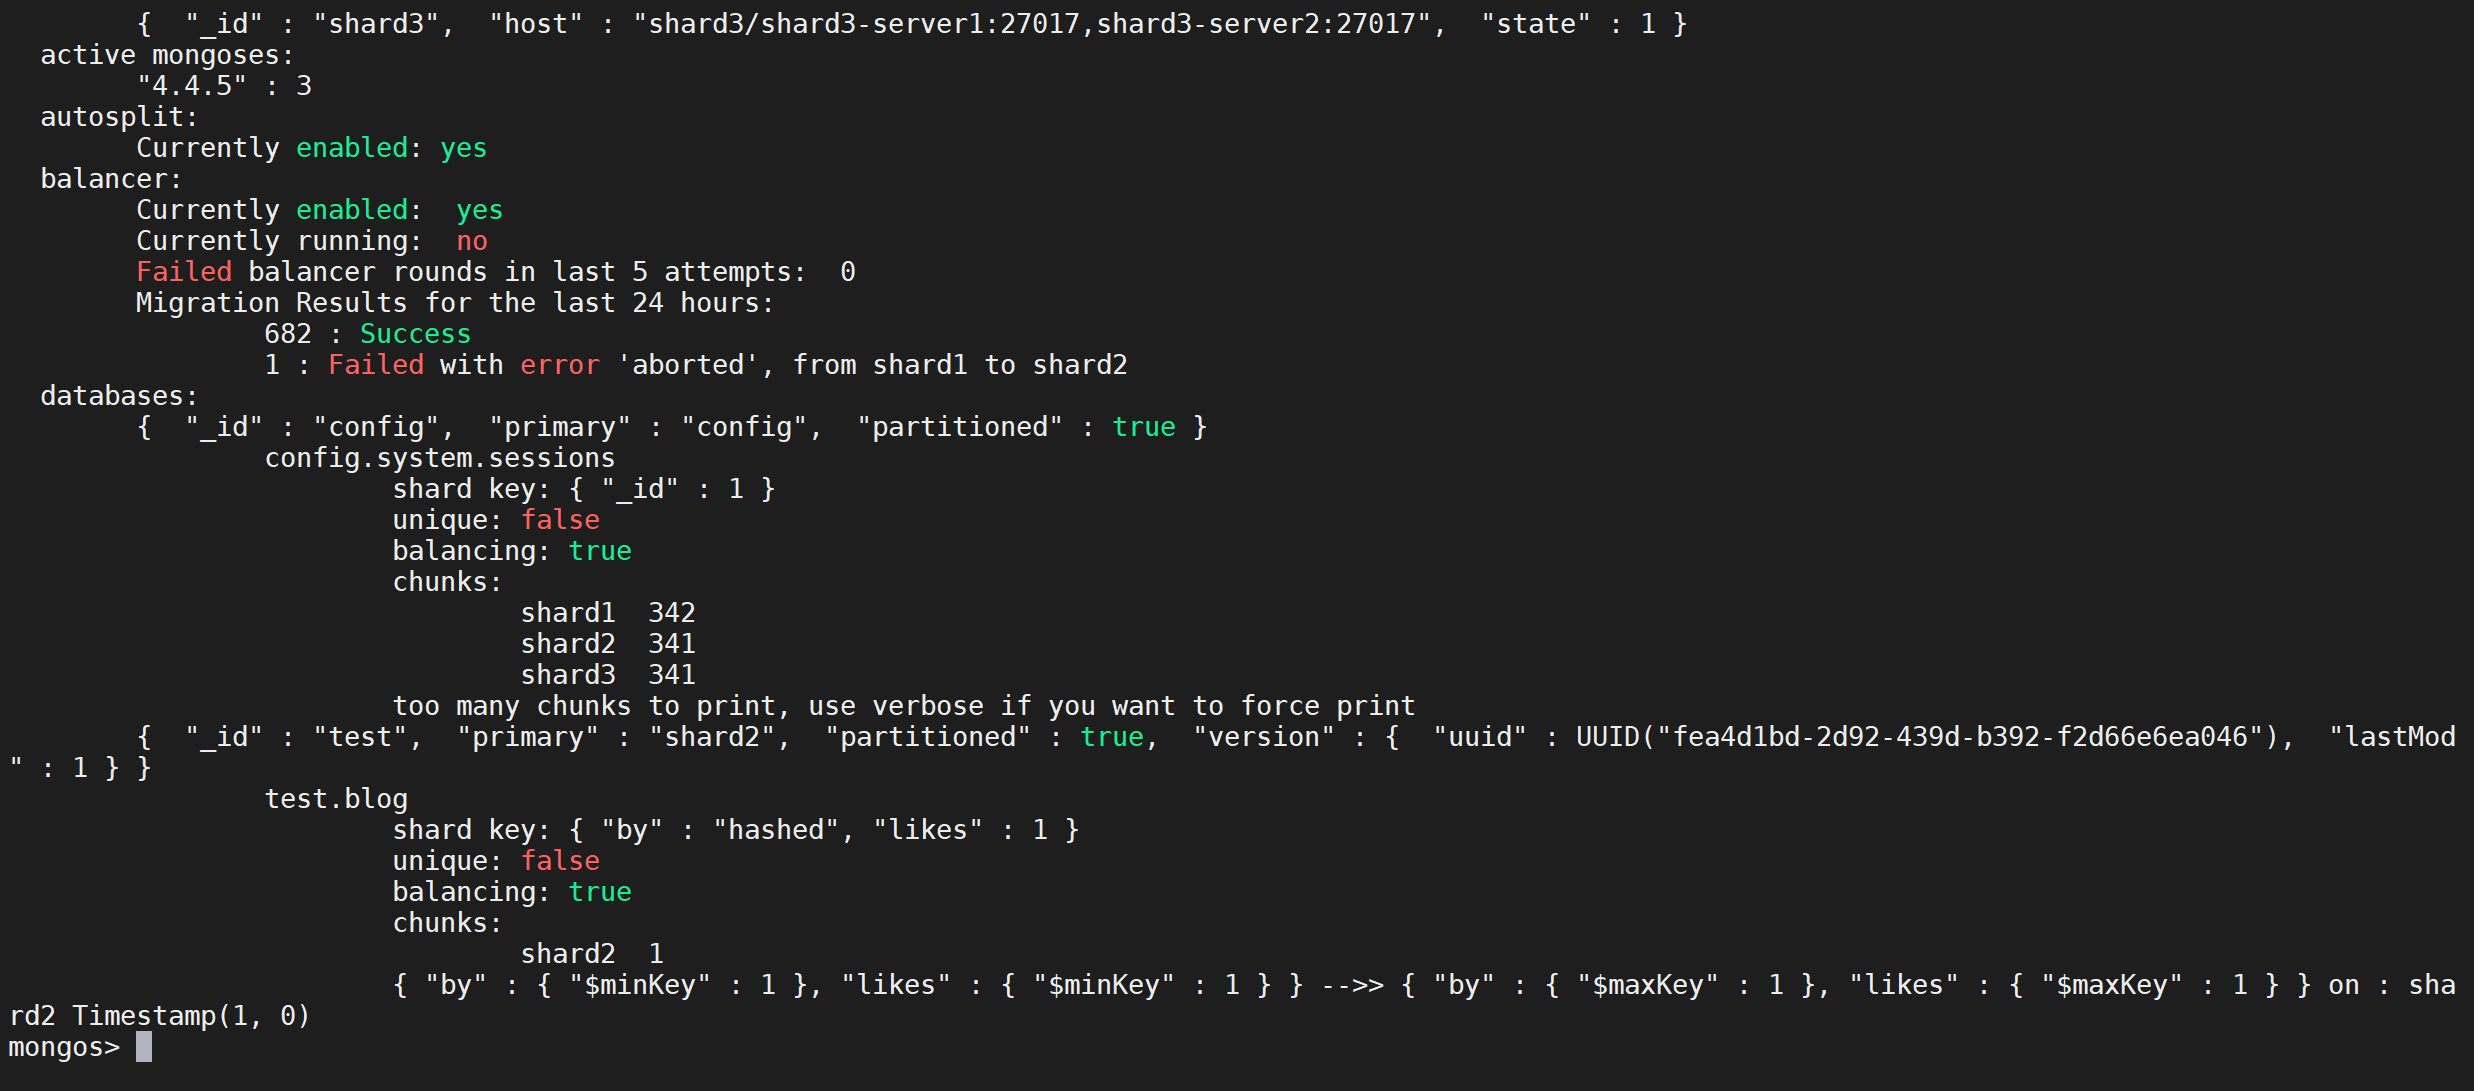 {  "_id" : "shard3",  "host" : "shard3/shard3-server1:27017,shard3-server2:27017",  "state" : 1 }
  active mongoses:
        "4.4.5" : 3
  autosplit:
        Currently enabled: yes
  balancer:
        Currently enabled:  yes
        Currently running:  no
        Failed balancer rounds in last 5 attempts:  0
        Migration Results for the last 24 hours:
                682 : Success
                1 : Failed with error 'aborted', from shard1 to shard2
  databases:
        {  "_id" : "config",  "primary" : "config",  "partitioned" : true }
                config.system.sessions
                        shard key: { "_id" : 1 }
                        unique: false
                        balancing: true
                        chunks:
                                shard1  342
                                shard2  341
                                shard3  341
                        too many chunks to print, use verbose if you want to force print
        {  "_id" : "test",  "primary" : "shard2",  "partitioned" : true,  "version" : {  "uuid" : UUID("fea4d1bd-2d92-439d-b392-f2d66e6ea046"),  "lastMod
" : 1 } }
                test.blog
                        shard key: { "by" : "hashed", "likes" : 1 }
                        unique: false
                        balancing: true
                        chunks:
                                shard2  1
                        { "by" : { "$minKey" : 1 }, "likes" : { "$minKey" : 1 } } -->> { "by" : { "$maxKey" : 1 }, "likes" : { "$maxKey" : 1 } } on : sha
rd2 Timestamp(1, 0)
mongos>